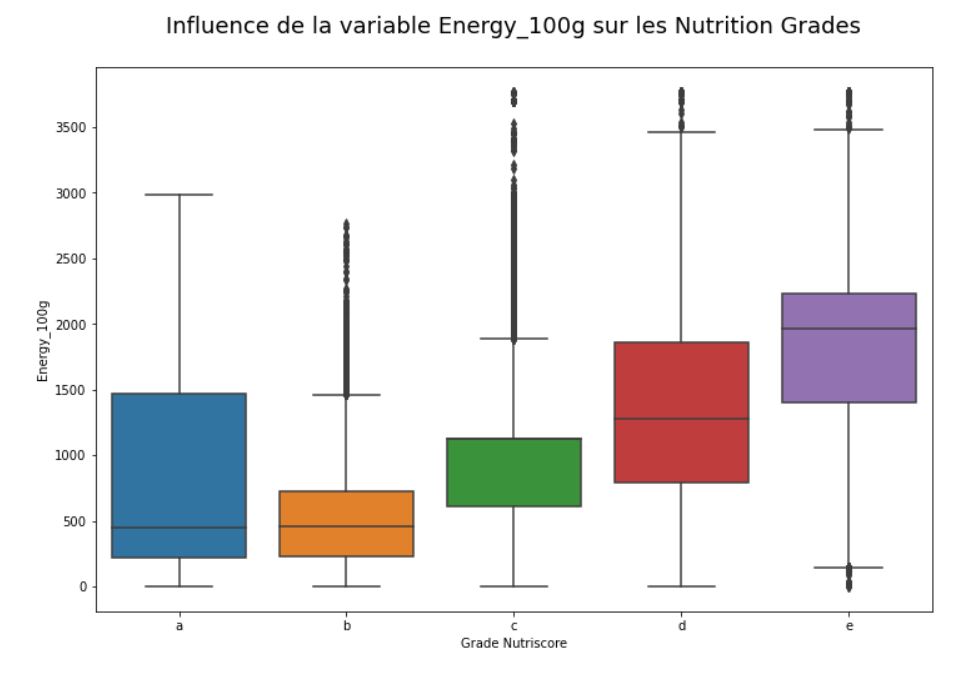 Influence de la variable Energy_100g sur les Nutrition Grades
3500
3000
2500
2000
1500
1000
500
0
Energy_100g
a b c d e
Grade Nutriscore